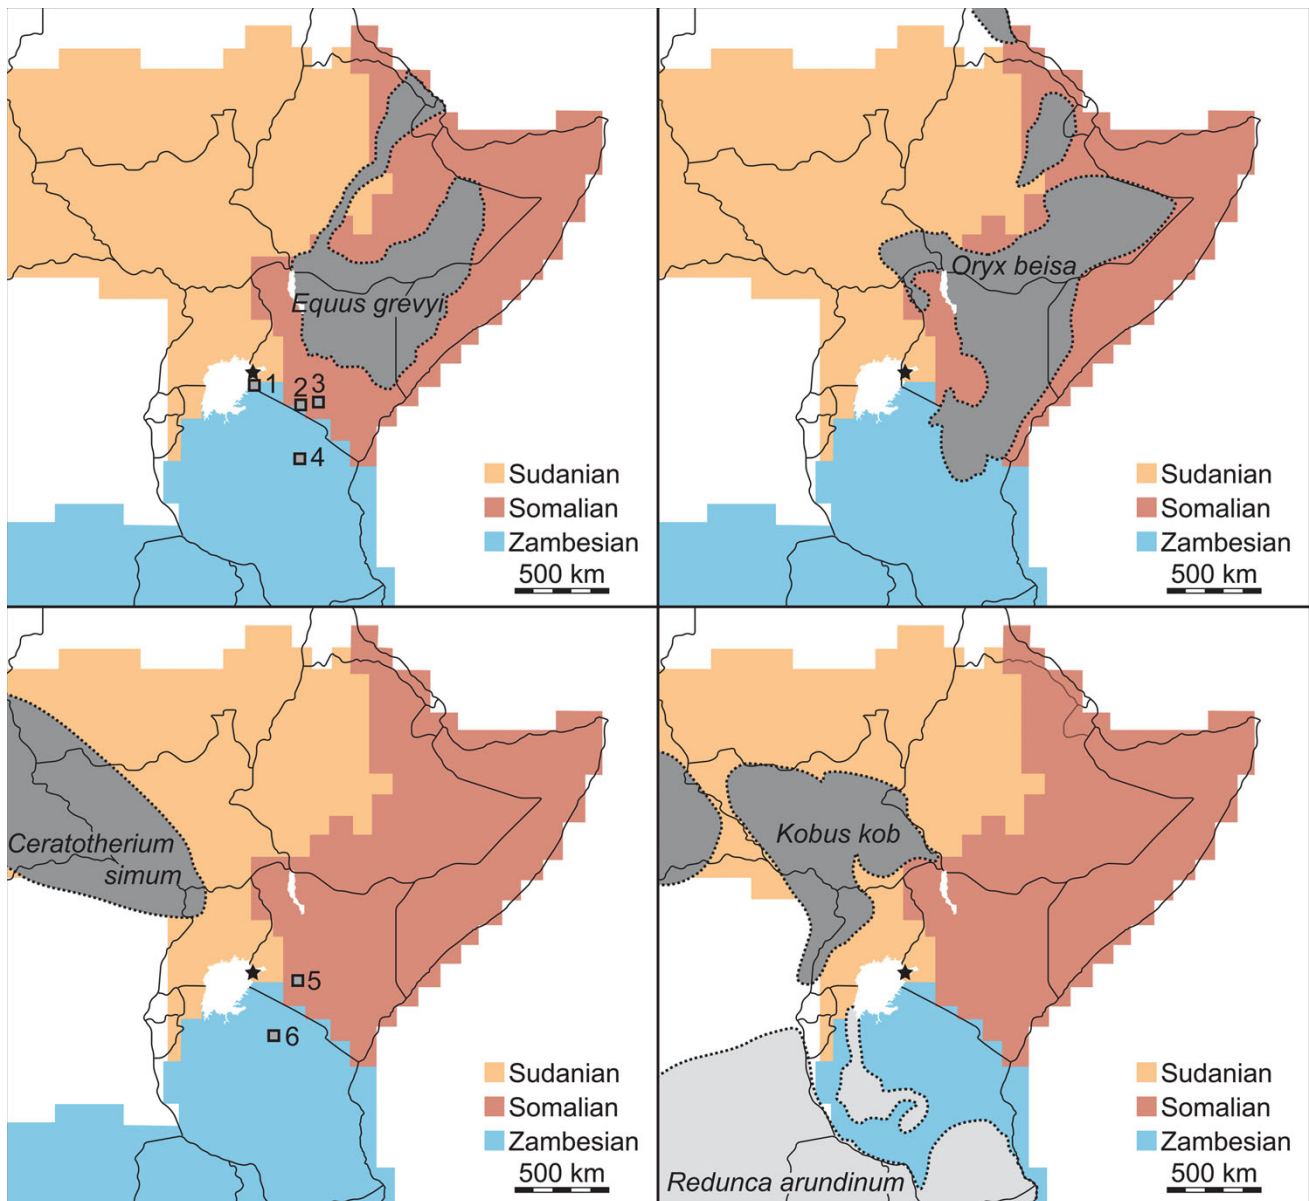 Equus grevyi
1
2
3
4
Sudanian
Somalian
Zambesian
500 km
Oryx beisa
Sudanian
Somalian
Zambesian
500 km
Ceratotherium
simum
5
6
Sudanian
Somalian
Zambesian
500 km
Kobus kob
Sudanian
Somalian
Zambesian
500 km
Redunca arundinum